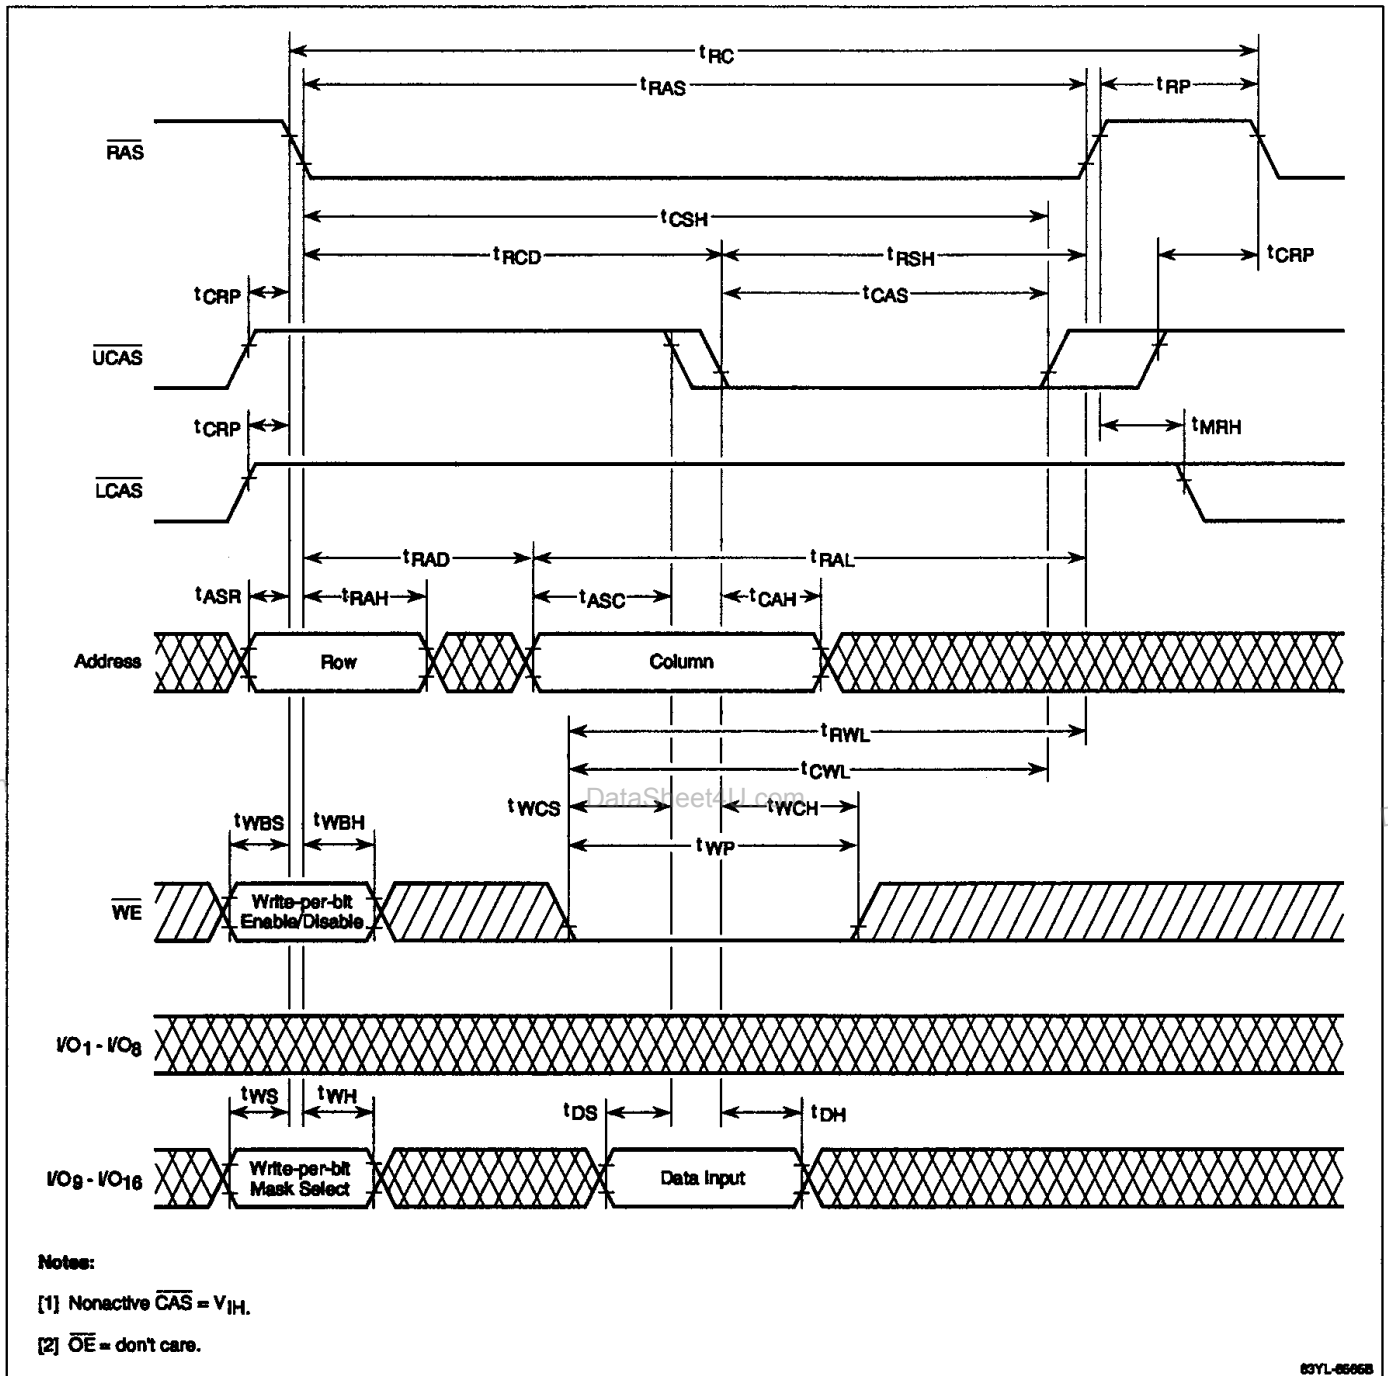 tRC
tRAS
tRP
RAS
tCSH
tRCD
tRSH
tCRP
tCRP
tCAS
UCAS
tCRP
tMRH
LCAS
tRAD
tRAL
tASR
tRAH
tASC
tCAH
Address
Row
Column
tRWL
tCWL
DataSheet4U.com
tWCS
tWCH
tWBS
tWBH
tWP
WE
Write-per-bit
Enable/Disable
I/O1 - I/O8
tWS
tWH
tDS
tDH
I/O9 - I/O16
Write-per-bit
Mask Select
Data Input
Notes:
[1] Nonactive CAS = VIH.
[2] OE = don't care.